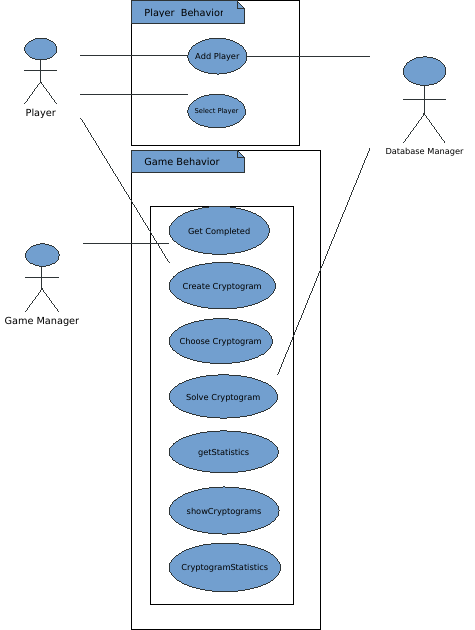 Player Behavior
Add Player
Select Player
Player
Database Manager
Game Behavior
Get Completed
Game Manager
Create Cryptogram
Choose Cryptogram
Solve Cryptogram
getStatistics
showCryptograms
CryptogramStatistics